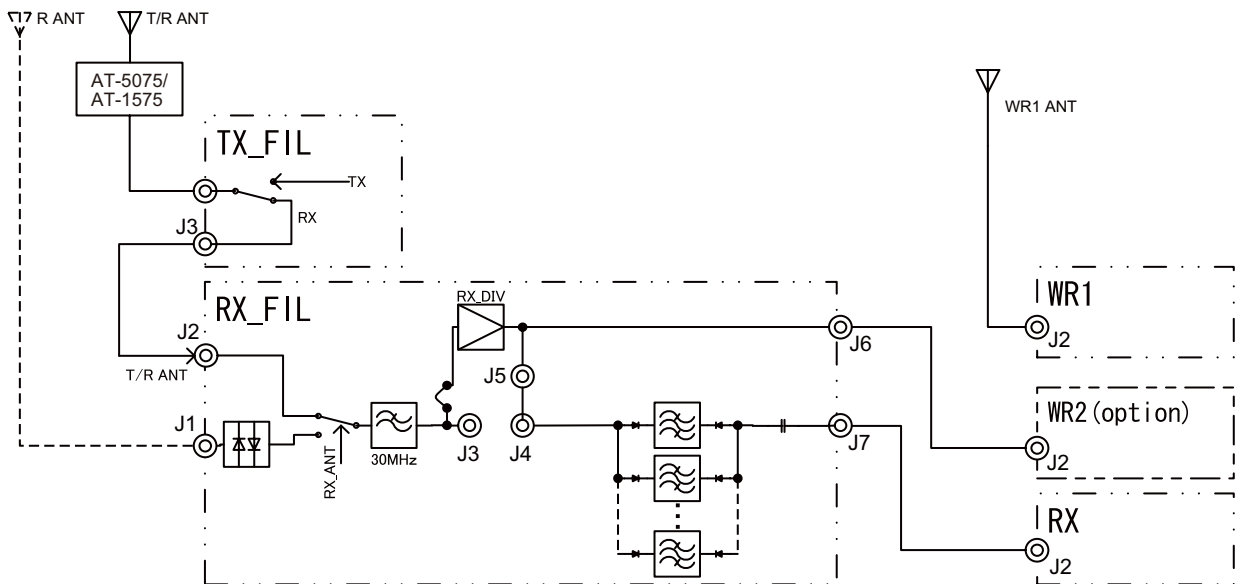 R ANT
T/R ANT
AT-5075/
AT-1575
WR1 ANT
TX_FIL
TX
RX
J3
RX_FIL
RX_DIV
WR1
J2
J2
J6
T/R ANT
J5
WR2(option)
J1
J3
J4
J7
30MHz
RX_ANT
J2
RX
J2